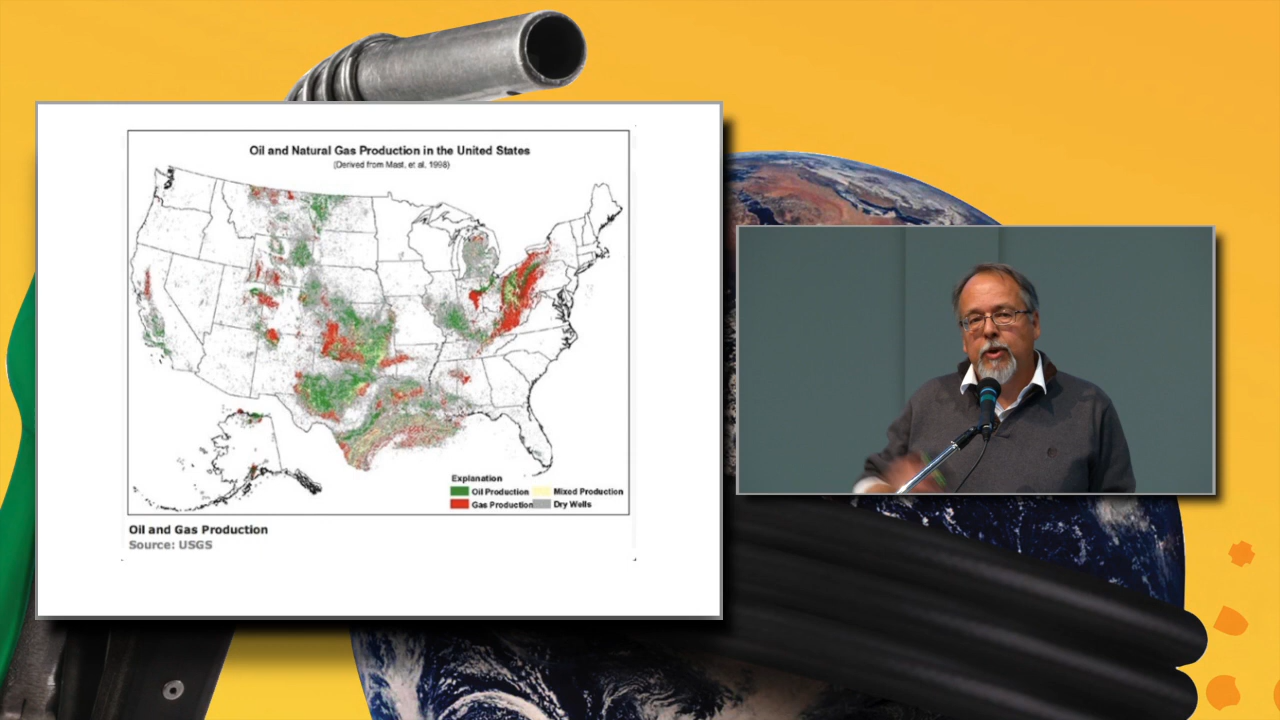 Oil and Natural Gas Production in the United States
(Derived from Mast, et al. 1998)
Explanation
Oil Production
Mixed Production
Gas Production
Dry Wells
Oil and Gas Production
Source: USGS